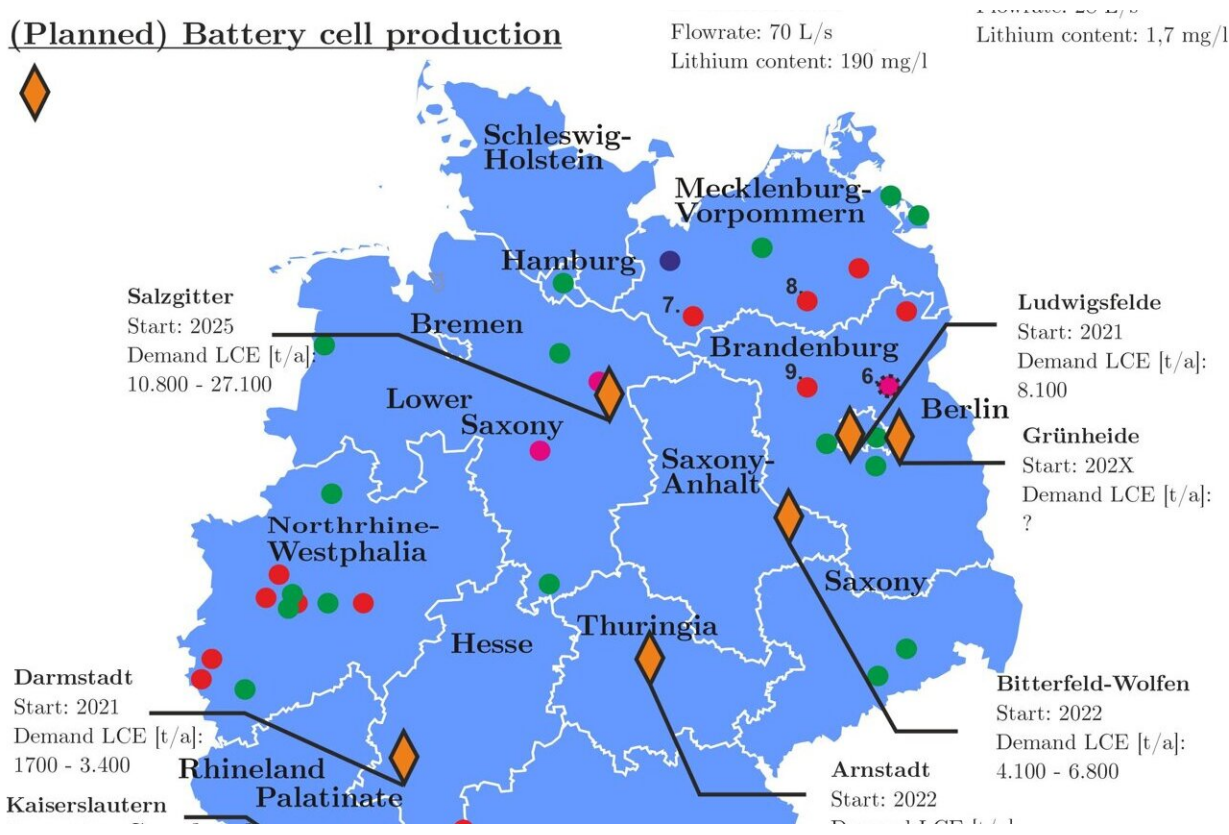 (Planned) Battery cell production
Flowrate: 70 L/s
Lithium content: 190 mg/l
Lithium content: 1,7 mg/l
Schleswig-
Holstein
Mecklenburg-
Vorpommern
Hamburg
Bremen
Salzgitter
Start: 2025
Demand LCE [t/a]:
10.800 - 27.100
7.
8.
Brandenburg
9.
6.
Berlin
Ludwigsfelde
Start: 2021
Demand LCE [t/a]:
8.100
Lower
Saxony
Saxony-
Anhalt
Grünheide
Start: 202X
Demand LCE [t/a]:
?
Northrhine-
Westphalia
Saxony
Thuringia
Hesse
Darmstadt
Start: 2021
Demand LCE [t/a]:
1700 - 3.400
Bitterfeld-Wolfen
Start: 2022
Demand LCE [t/a]:
4.100 - 6.800
Rhineland
Palatinate
Arnstadt
Start: 2022
Kaiserslautern